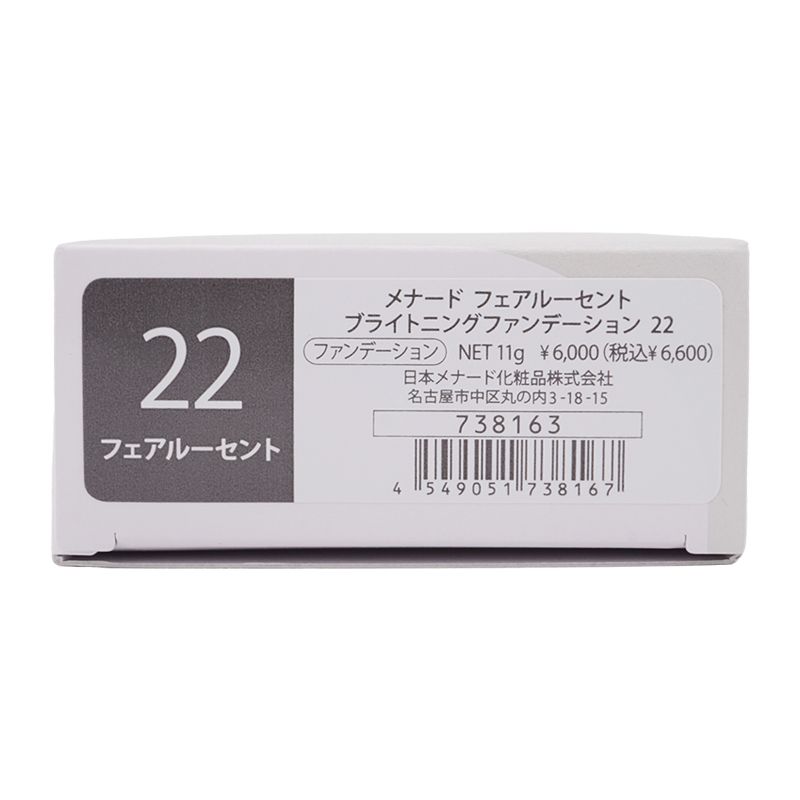 22
フェアルーセント
メナード フェアルーセント
ブライトニングファンデーション 22
ファンデーション NET 11g ¥6,000(税込¥6,600)
日本メナード化粧品株式会社
名古屋市中区丸の内3-18-15
738163
4 549051 738167